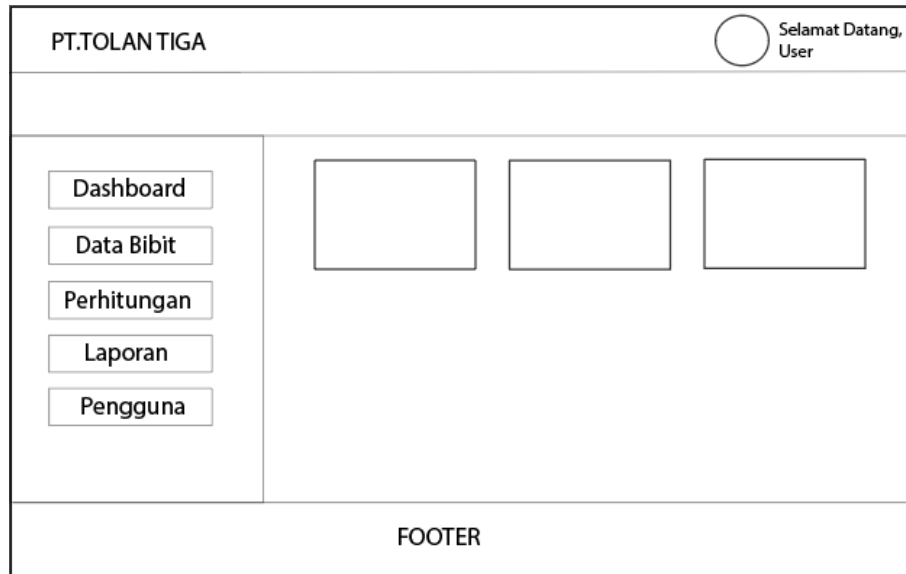 PT.TOLAN TIGA
Selamat Datang,
User
Dashboard
Data Bibit
Perhitungan
Laporan
Pengguna
FOOTER